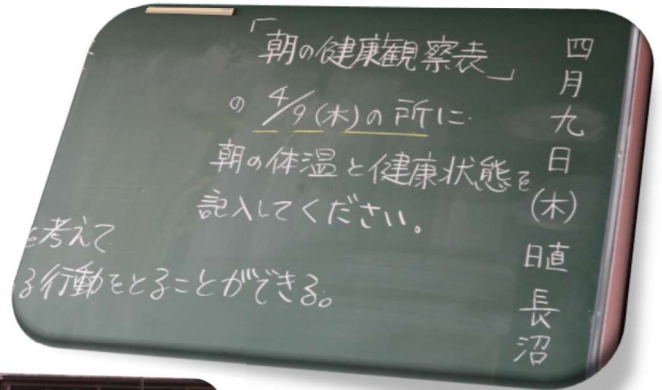 四月九日(木) 日直 長沼
「朝の健康観察表」
の 4/9(木)の所に
朝の体温と健康状態を
記入してください。
を考えて
る行動をとることができる。